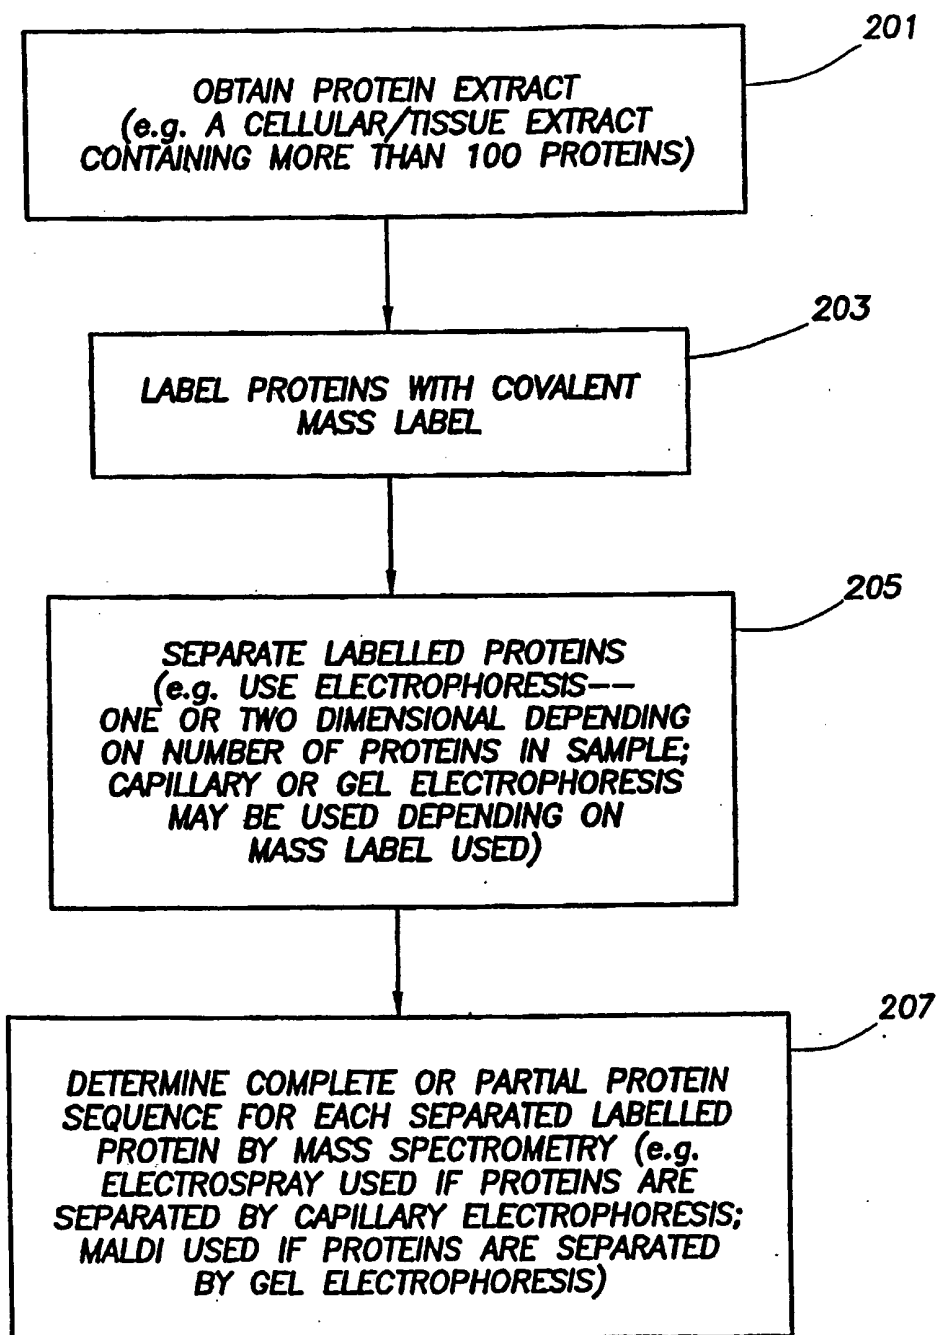 201
OBTAIN PROTEIN EXTRACT
(e.g. A CELLULAR/TISSUE EXTRACT
CONTAINING MORE THAN 100 PROTEINS)
203
LABEL PROTEINS WITH COVALENT
MASS LABEL
205
SEPARATE LABELLED PROTEINS
(e.g. USE ELECTROPHORESIS--
ONE OR TWO DIMENSIONAL DEPENDING
ON NUMBER OF PROTEINS IN SAMPLE;
CAPILLARY OR GEL ELECTROPHORESIS
MAY BE USED DEPENDING ON
MASS LABEL USED)
207
DETERMINE COMPLETE OR PARTIAL PROTEIN
SEQUENCE FOR EACH SEPARATED LABELLED
PROTEIN BY MASS SPECTROMETRY (e.g.
ELECTROSPRAY USED IF PROTEINS ARE
SEPARATED BY CAPILLARY ELECTROPHORESIS;
MALDI USED IF PROTEINS ARE SEPARATED
BY GEL ELECTROPHORESIS)